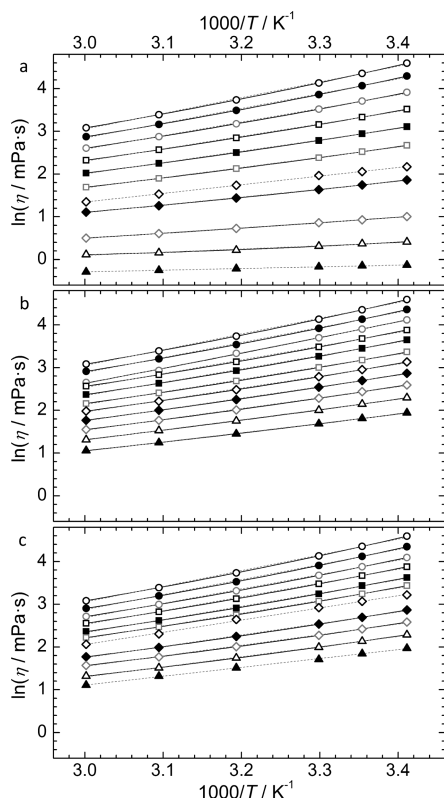 1000/T / K⁻¹
3.0 3.1 3.2 3.3 3.4
a
4
3
2
1
0
ln(η / mPa·s)
b
4
3
2
1
0
ln(η / mPa·s)
c
4
3
2
1
0
ln(η / mPa·s)
3.0 3.1 3.2 3.3 3.4
1000/T / K⁻¹